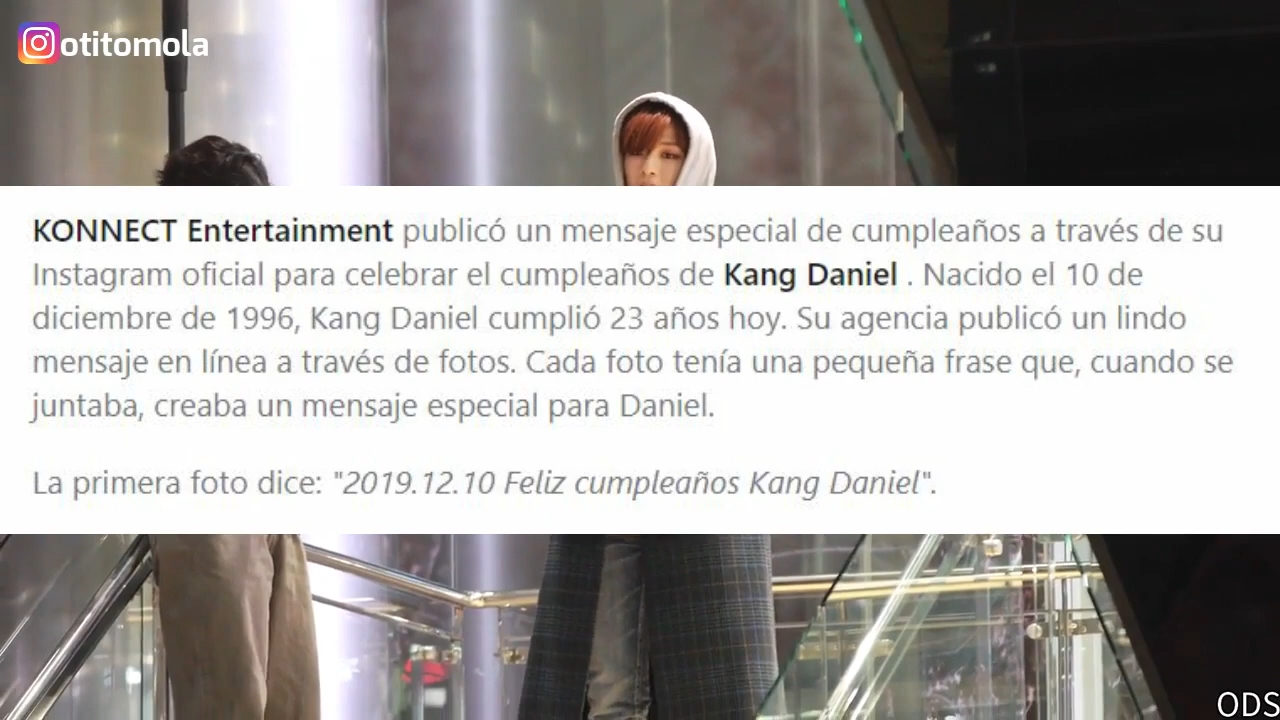 otitomola
KONNECT Entertainment publicó un mensaje especial de cumpleaños a través de su
Instagram oficial para celebrar el cumpleaños de Kang Daniel . Nacido el 10 de
diciembre de 1996, Kang Daniel cumplió 23 años hoy. Su agencia publicó un lindo
mensaje en línea a través de fotos. Cada foto tenía una pequeña frase que, cuando se
juntaba, creaba un mensaje especial para Daniel.
La primera foto dice: "2019.12.10 Feliz cumpleaños Kang Daniel".
ODS